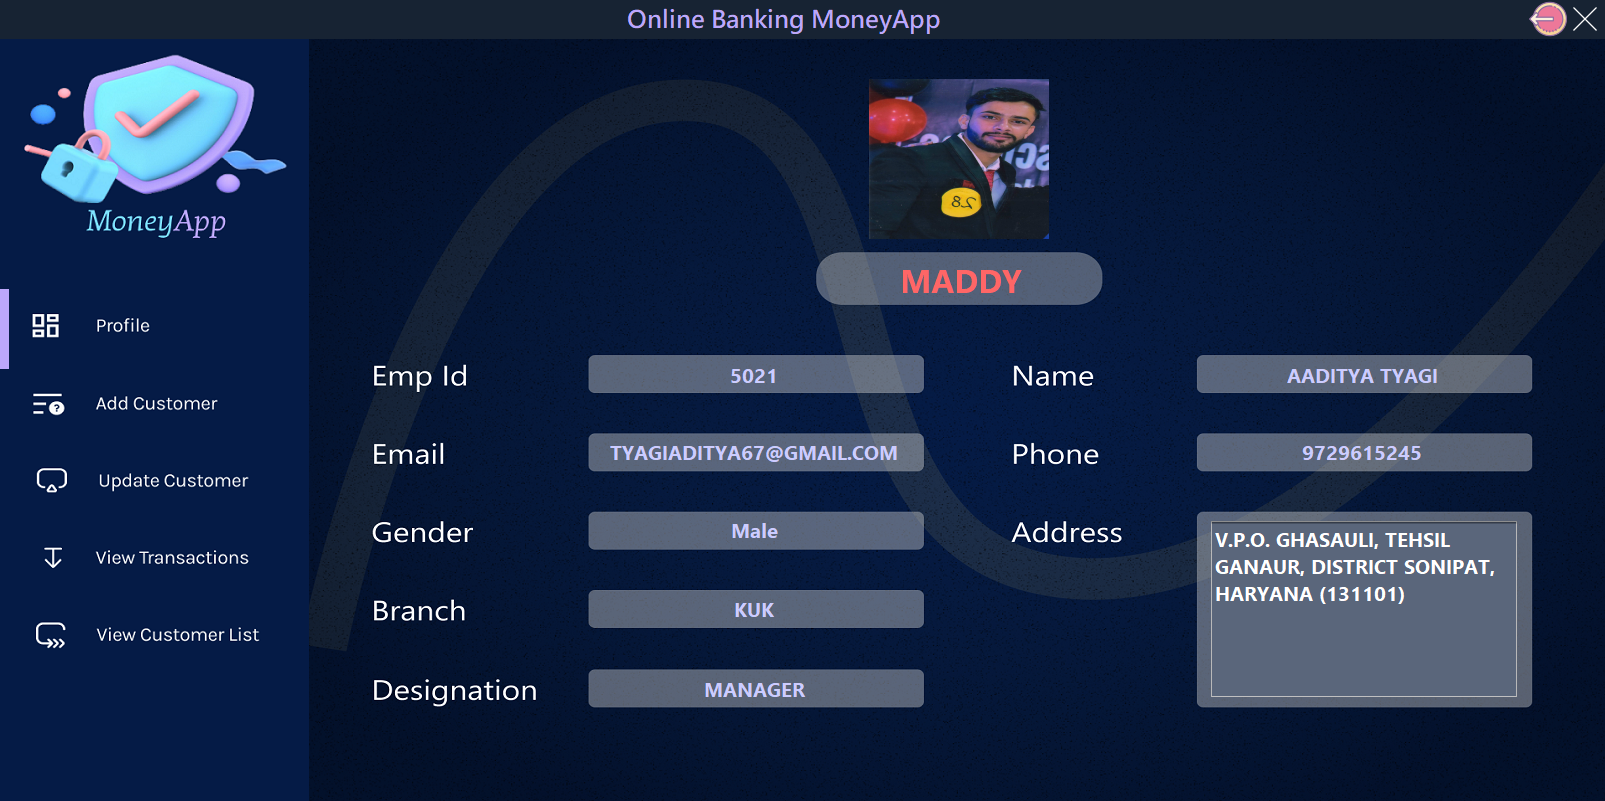 Online Banking MoneyApp
MoneyApp
Profile
Add Customer
Update Customer
View Transactions
View Customer List
28
MADDY
Emp Id
5021
Name
AADITYA TYAGI
Email
TYAGIADITYA67@GMAIL.COM
Phone
9729615245
Gender
Male
Address
V.P.O. GHASAULI, TEHSIL
GANAUR, DISTRICT SONIPAT,
HARYANA (131101)
Branch
KUK
Designation
MANAGER